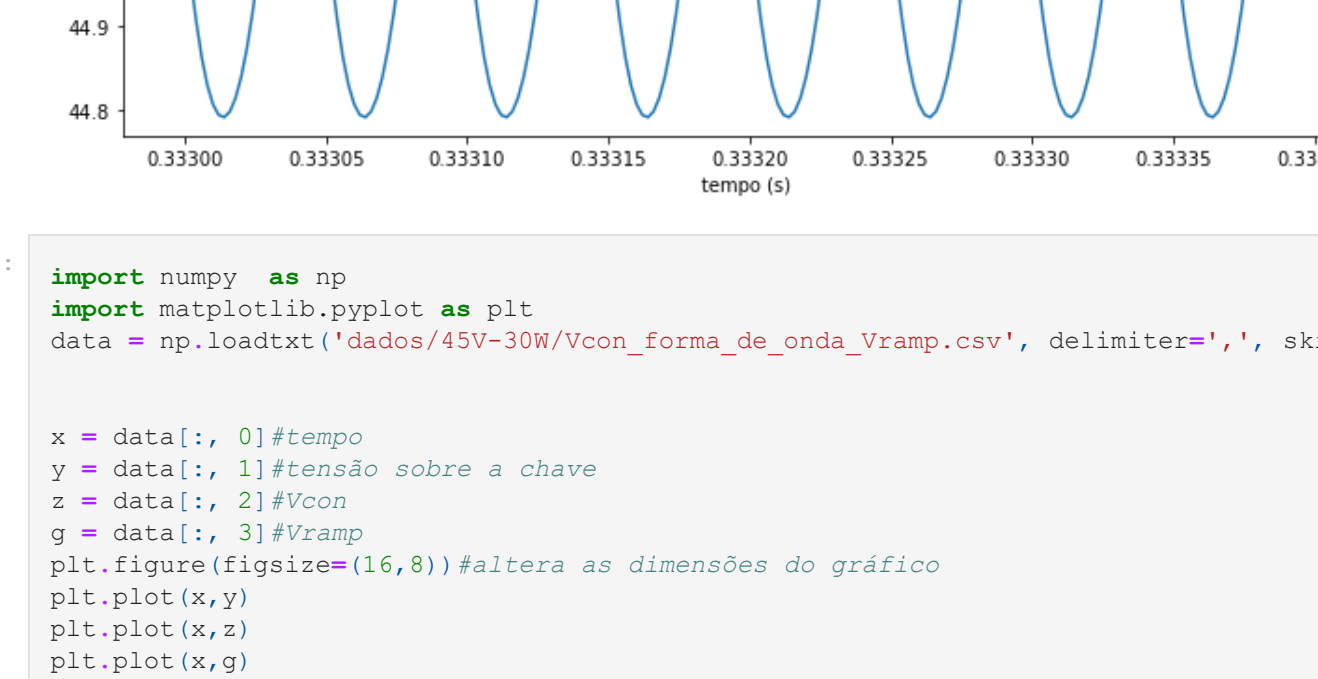 44.9
44.8
0.33300 0.33305 0.33310 0.33315 0.33320 0.33325 0.33330 0.33335 0.33
tempo (s)
:
import numpy  as np
import matplotlib.pyplot as plt
data = np.loadtxt('dados/45V-30W/Vcon_forma_de_onda_Vramp.csv', delimiter=',', sk
x = data[:, 0]#tempo
y = data[:, 1]#tensão sobre a chave
z = data[:, 2]#Vcon
g = data[:, 3]#Vramp
plt.figure(figsize=(16,8))#altera as dimensões do gráfico
plt.plot(x,y)
plt.plot(x,z)
plt.plot(x,g)